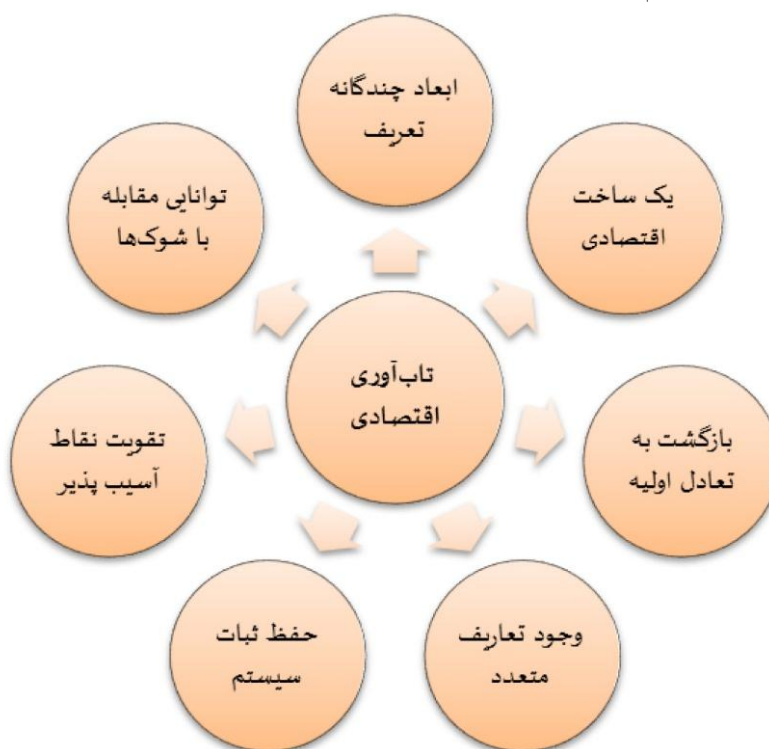 ابعاد چندگانه
تعریف
یک ساخت
اقتصادی
توانایی مقابله
با شوک‌ها
تاب‌آوری
اقتصادی
بازگشت به
تعادل اولیه
تقویت نقاط
آسیب پذیر
وجود تعاریف
متعدد
حفظ ثبات
سیستم